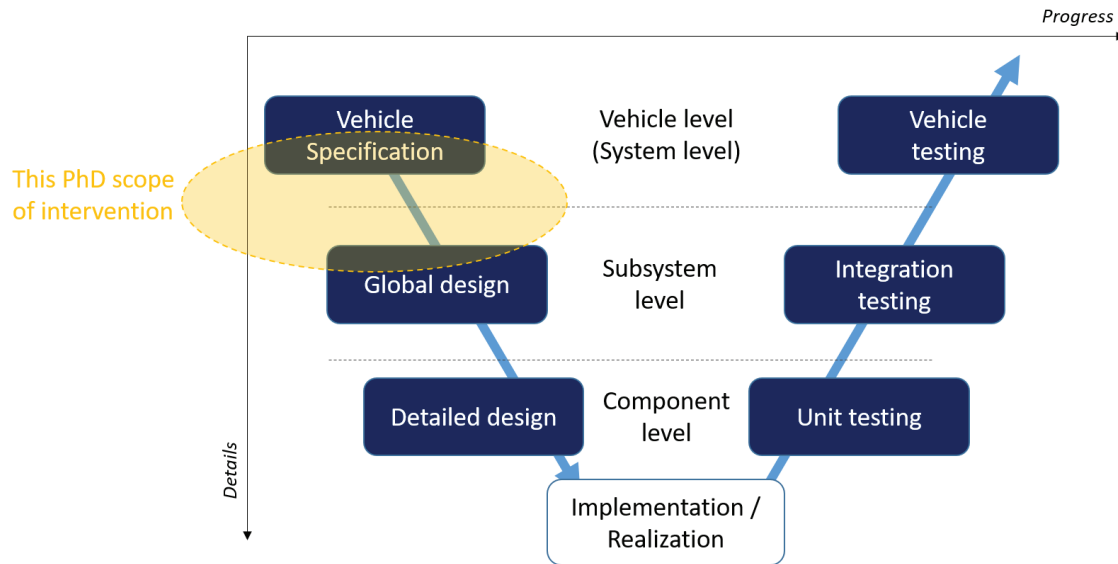 Progress
Vehicle
Specification
Vehicle level
(System level)
Vehicle
testing
This PhD scope
of intervention
Global design
Subsystem
level
Integration
testing
Detailed design
Component
level
Unit testing
Details
Implementation /
Realization